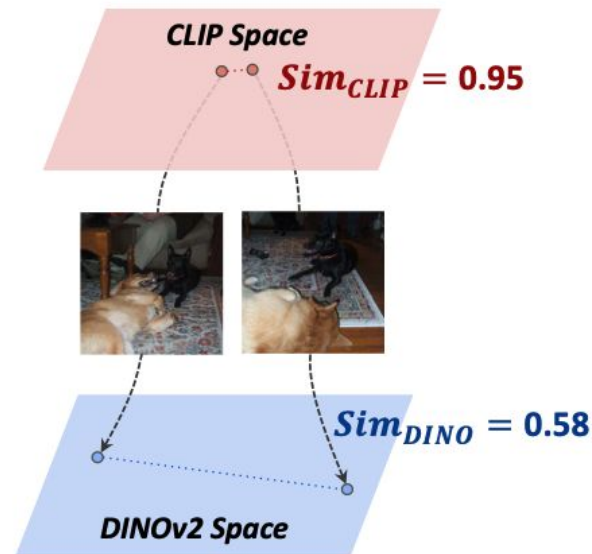 CLIP Space
Sim_CLIP = 0.95
Sim_DINO = 0.58
DINOv2 Space